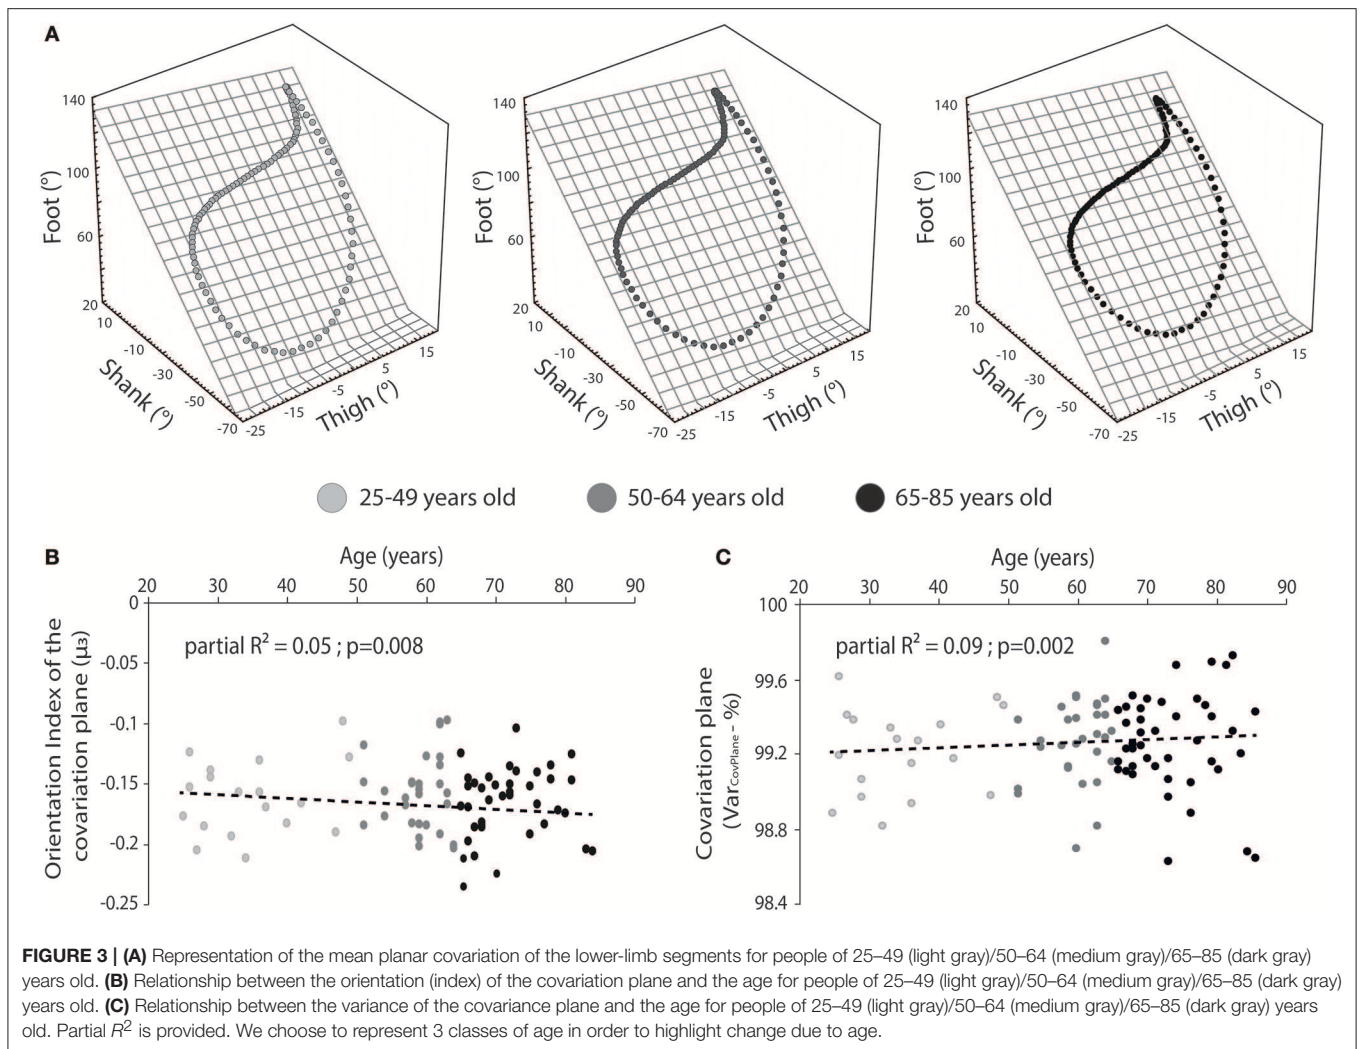 A
140
100
60
20
Foot (°)
10
-10
-30
-50
-70
Shank (°)
-25
-15
-5
5
15
Thigh (°)
140
100
60
20
Foot (°)
10
-10
-30
-50
-70
Shank (°)
-25
-15
-5
5
15
Thigh (°)
140
100
60
20
Foot (°)
10
-10
-30
-50
-70
Shank (°)
-25
-15
-5
5
15
Thigh (°)
25-49 years old 50-64 years old 65-85 years old
B
Age (years)
20 30 40 50 60 70 80 90
0
-0.05
-0.1
-0.15
-0.2
-0.25
Orientation Index of the
covariation plane (μ₃)
partial R² = 0.05 ; p=0.008
C
Age (years)
20 30 40 50 60 70 80 90
100
99.6
99.2
98.8
98.4
Covariation plane
(Var_CovPlane - %)
partial R² = 0.09 ; p=0.002
FIGURE 3 | (A) Representation of the mean planar covariation of the lower-limb segments for people of 25–49 (light gray)/50–64 (medium gray)/65–85 (dark gray)
years old. (B) Relationship between the orientation (index) of the covariation plane and the age for people of 25–49 (light gray)/50–64 (medium gray)/65–85 (dark gray)
years old. (C) Relationship between the variance of the covariance plane and the age for people of 25–49 (light gray)/50–64 (medium gray)/65–85 (dark gray) years
old. Partial R² is provided. We choose to represent 3 classes of age in order to highlight change due to age.